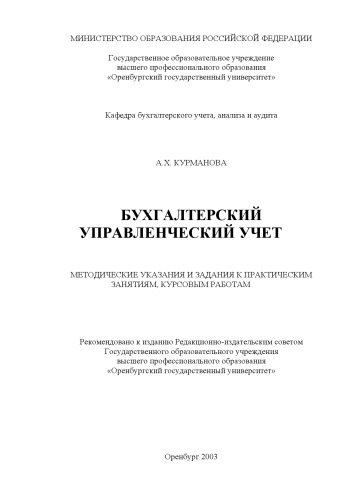 МИНИСТЕРСТВО ОБРАЗОВАНИЯ РОССИЙСКОЙ ФЕДЕРАЦИИ
Государственное образовательное учреждение
высшего профессионального образования
«Оренбургский государственный университет»
Кафедра бухгалтерского учета, анализа и аудита
А.Х. КУРМАНОВА
БУХГАЛТЕРСКИЙ
УПРАВЛЕНЧЕСКИЙ УЧЕТ
МЕТОДИЧЕСКИЕ УКАЗАНИЯ И ЗАДАНИЯ К ПРАКТИЧЕСКИМ
ЗАНЯТИЯМ, КУРСОВЫМ РАБОТАМ
Рекомендовано к изданию Редакционно-издательским советом
Государственного образовательного учреждения
высшего профессионального образования
«Оренбургский государственный университет»
Оренбург 2003